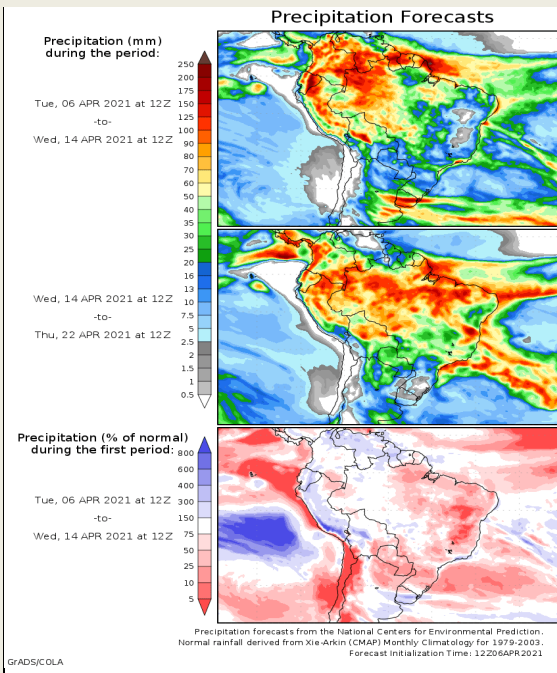 Precipitation Forecasts
Precipitation (mm)
during the period:
Tue, 06 APR 2021 at 12Z
-to-
Wed, 14 APR 2021 at 12Z
250
200
175
150
125
100
90
80
70
60
50
40
35
30
25
20
16
13
10
7.5
5
2.5
2
1.5
1
0.5
Wed, 14 APR 2021 at 12Z
-to-
Thu, 22 APR 2021 at 12Z
Precipitation (% of normal)
during the first period:
Tue, 06 APR 2021 at 12Z
-to-
Wed, 14 APR 2021 at 12Z
800
600
400
300
150
75
50
25
10
5
Precipitation forecasts from the National Centers for Environmental Prediction.
Normal rainfall derived from Xie-Arkin (CMAP) Monthly Climatology for 1979-2003.
Forecast Initialization Time: 12Z06APR2021
GrADS/COLA